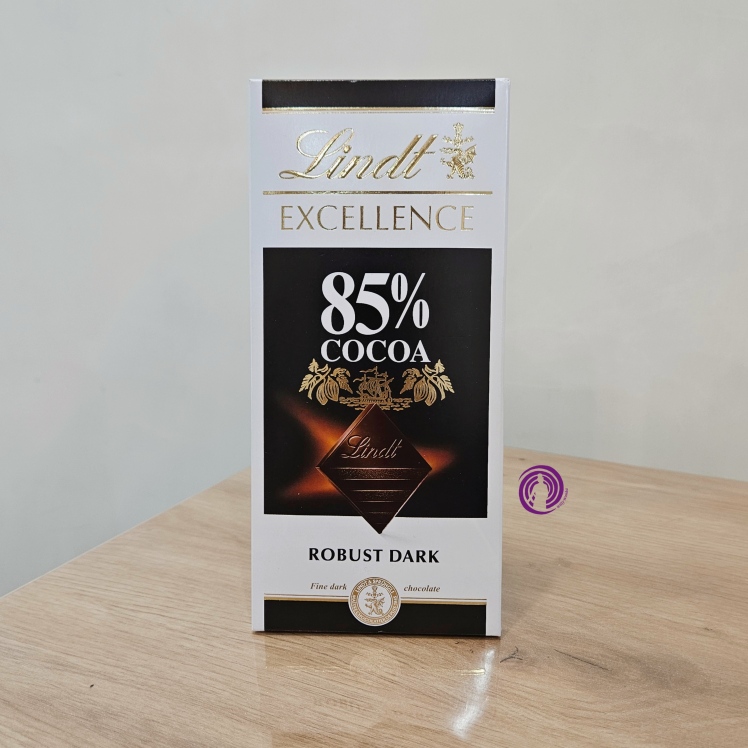 Lindt
EXCELLENCE
85%
COCOA
Lindt
ROBUST DARK
Fine dark chocolate